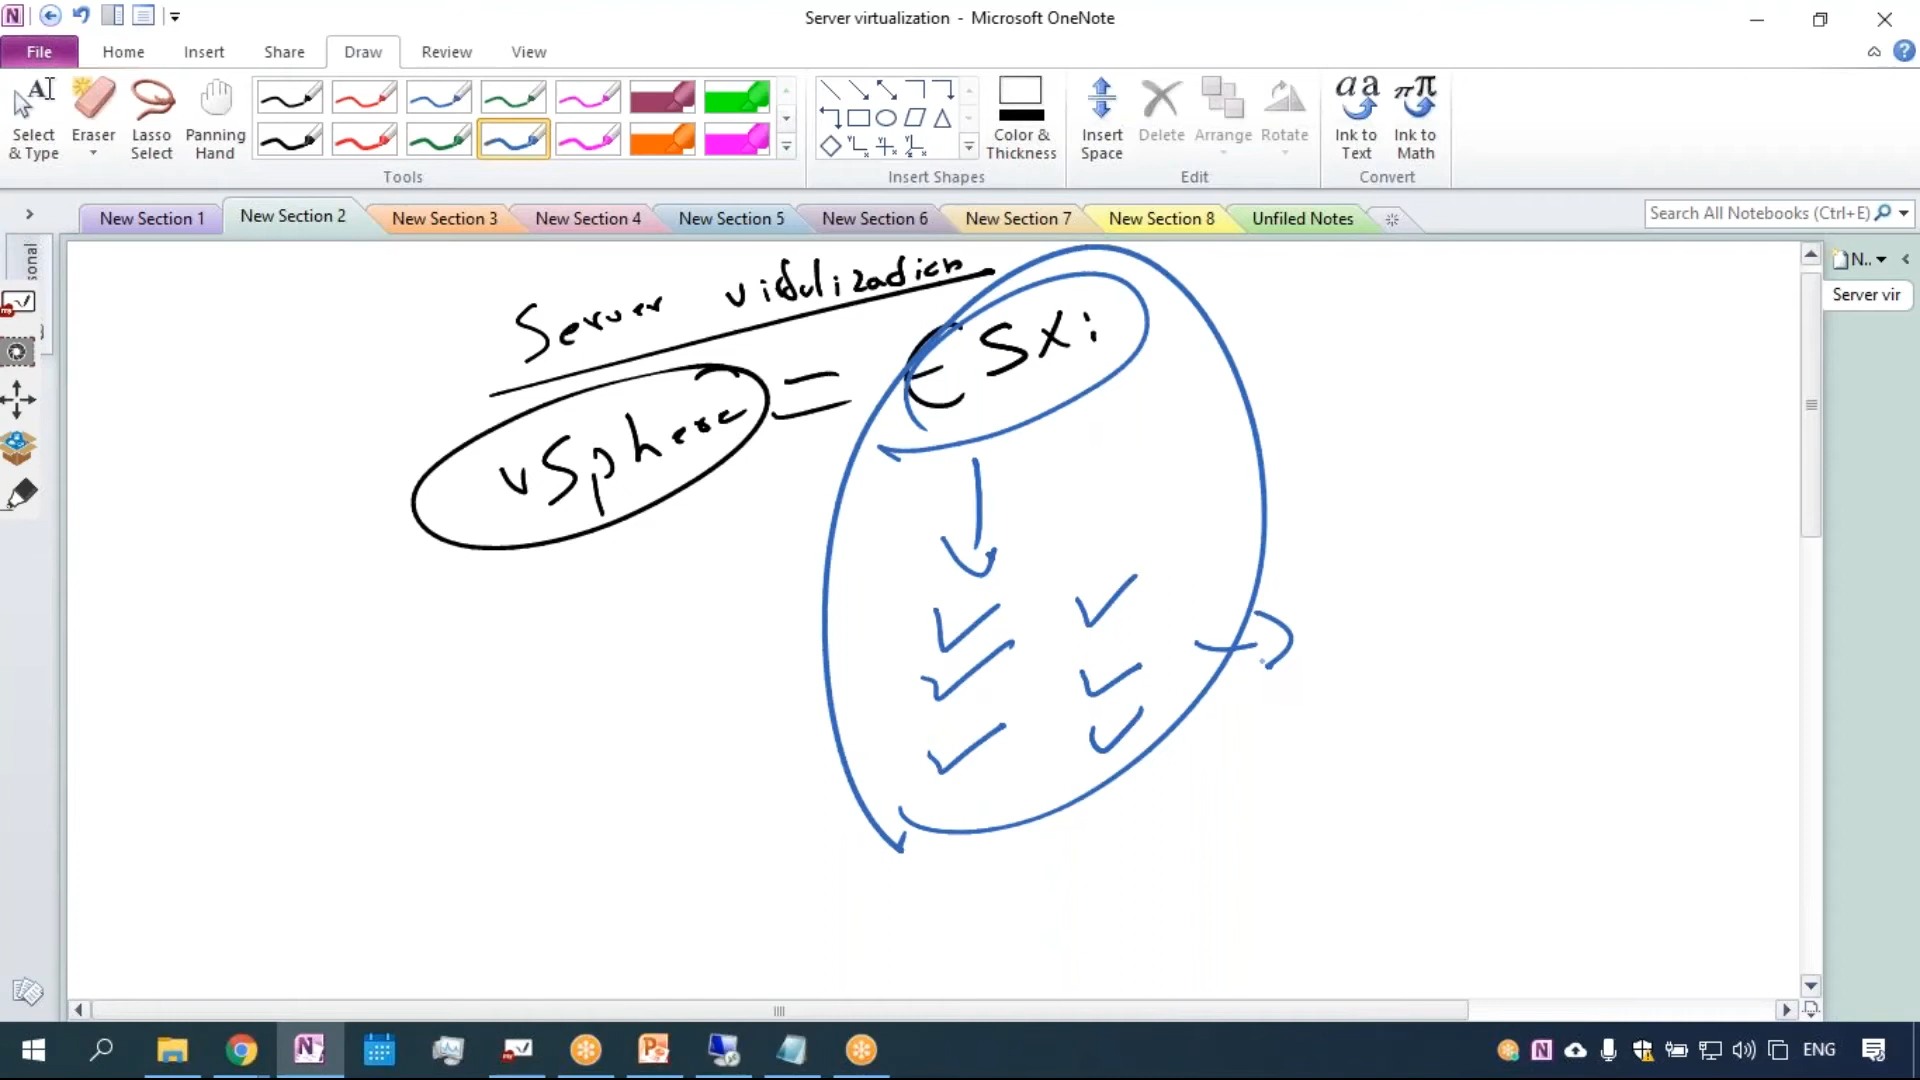 Server virtualization - Microsoft OneNote
File Home Insert Share Draw Review View
Select & Type
Eraser
Lasso Select
Panning Hand
Color & Thickness
Insert Space
Delete
Arrange
Rotate
Ink to Text
Ink to Math
Tools
Insert Shapes
Edit
Convert
New Section 1 New Section 2 New Section 3 New Section 4 New Section 5 New Section 6 New Section 7 New Section 8 Unfiled Notes
Search All Notebooks (Ctrl+E)
sonal
N..
Server vir
Server
vSphere = ESXi
ENG